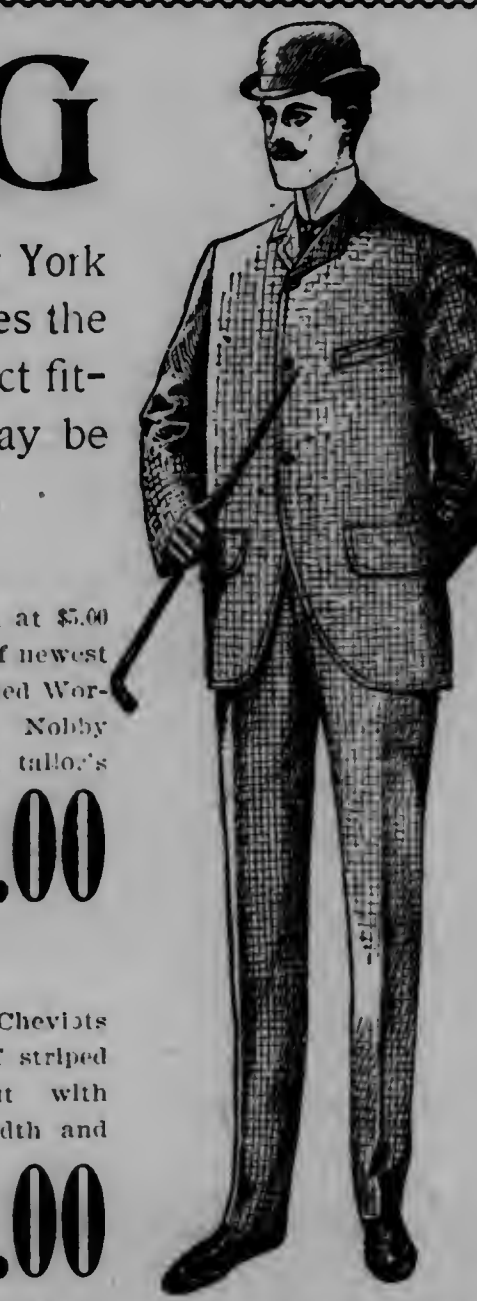 G
York
es the
ct fit-
ay be
at $5.00
f newest
ed Wor-
Nobby
tailor's
.00
Cheviots
f striped
ut with
dth and
.00